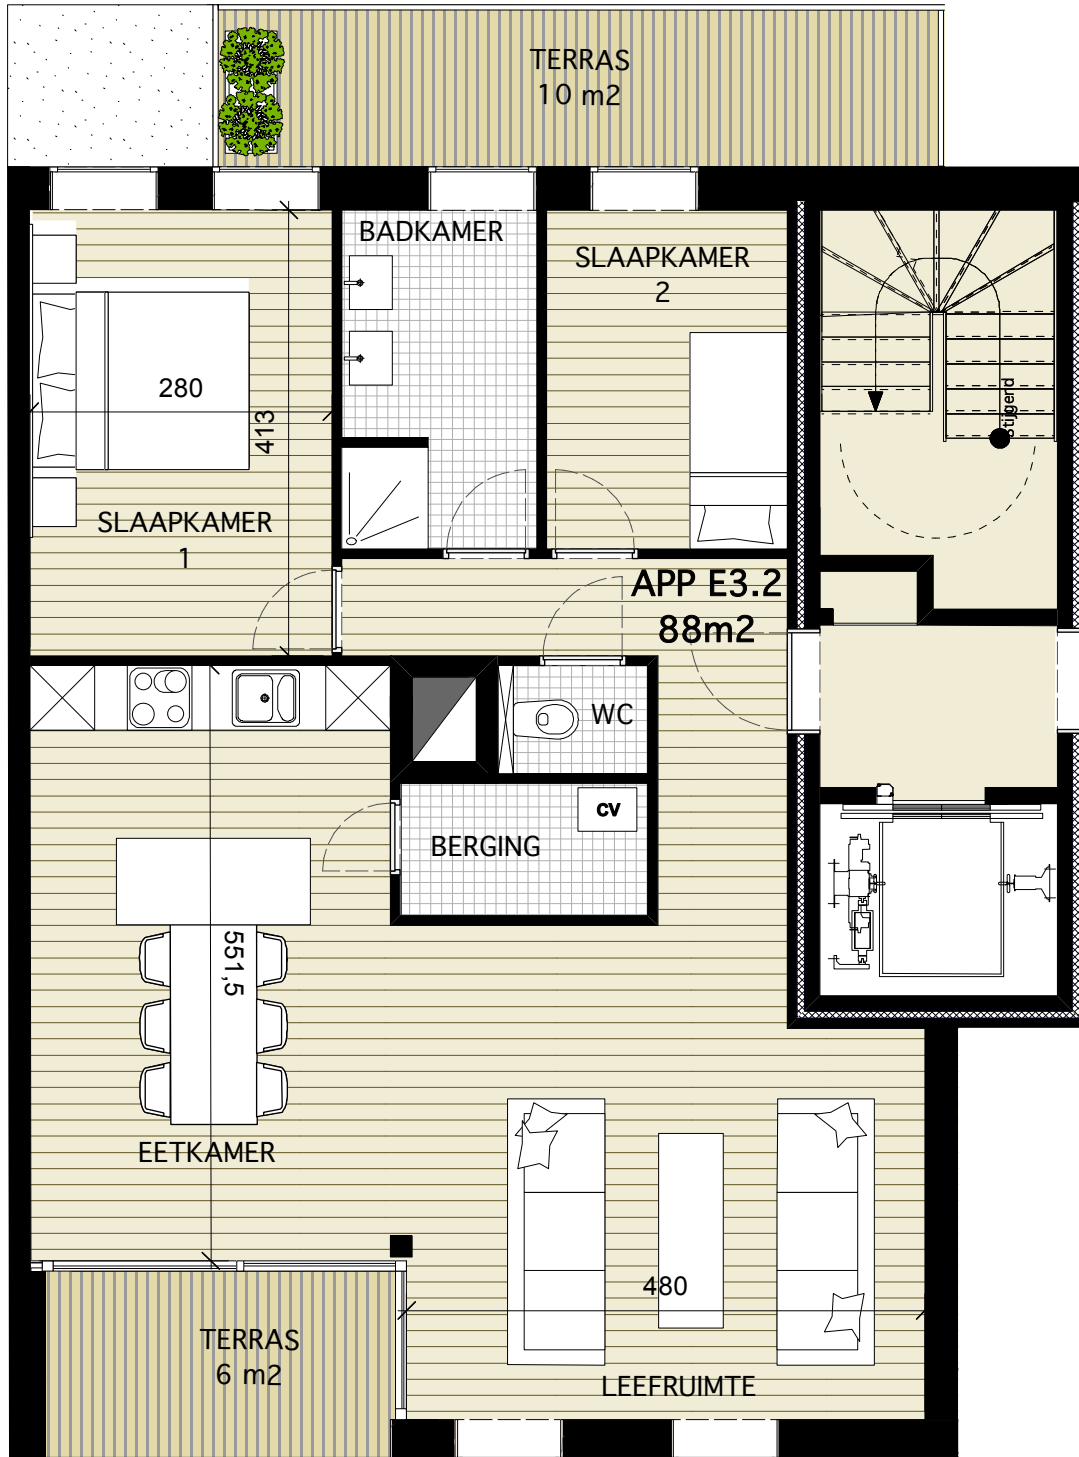 TERRAS
10 m2
BADKAMER
SLAAPKAMER
2
280
413
Stijgend
SLAAPKAMER
1
APP E3.2
88m2
WC
CV
BERGING
551,5
EETKAMER
480
TERRAS
6 m2
LEEFRUIMTE